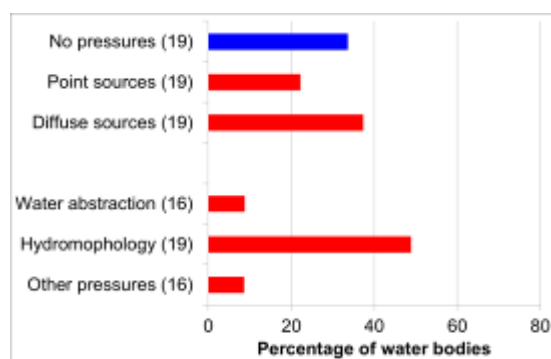 No pressures (19)
Point sources (19)
Diffuse sources (19)
Water abstraction (16)
Hydromophology (19)
Other pressures (16)
0 20 40 60 80
Percentage of water bodies